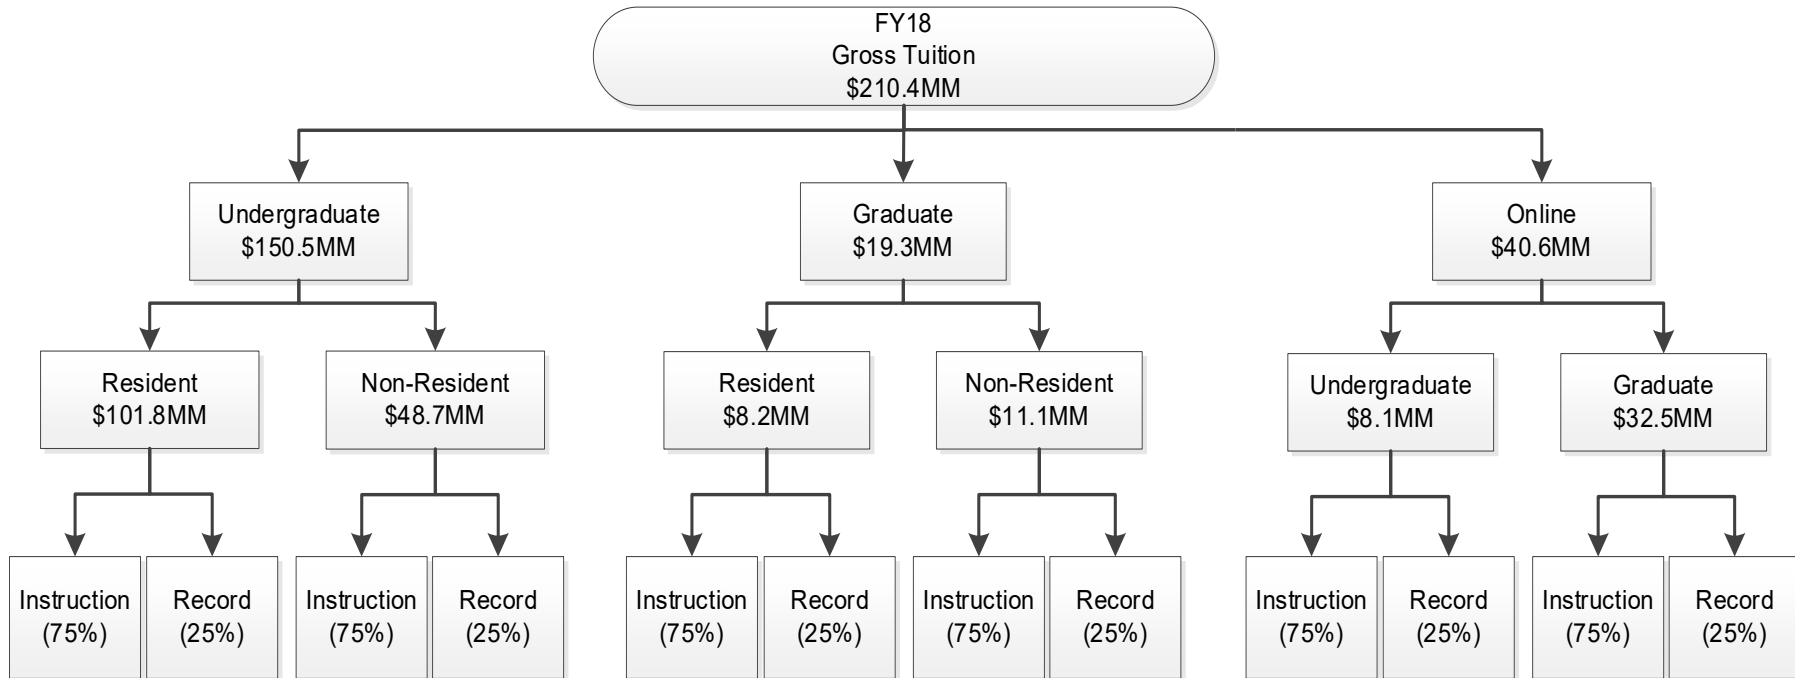 FY18
Gross Tuition
$210.4MM
Undergraduate
$150.5MM
Graduate
$19.3MM
Online
$40.6MM
Resident
$101.8MM
Non-Resident
$48.7MM
Resident
$8.2MM
Non-Resident
$11.1MM
Undergraduate
$8.1MM
Graduate
$32.5MM
Instruction
(75%)
Record
(25%)
Instruction
(75%)
Record
(25%)
Instruction
(75%)
Record
(25%)
Instruction
(75%)
Record
(25%)
Instruction
(75%)
Record
(25%)
Instruction
(75%)
Record
(25%)